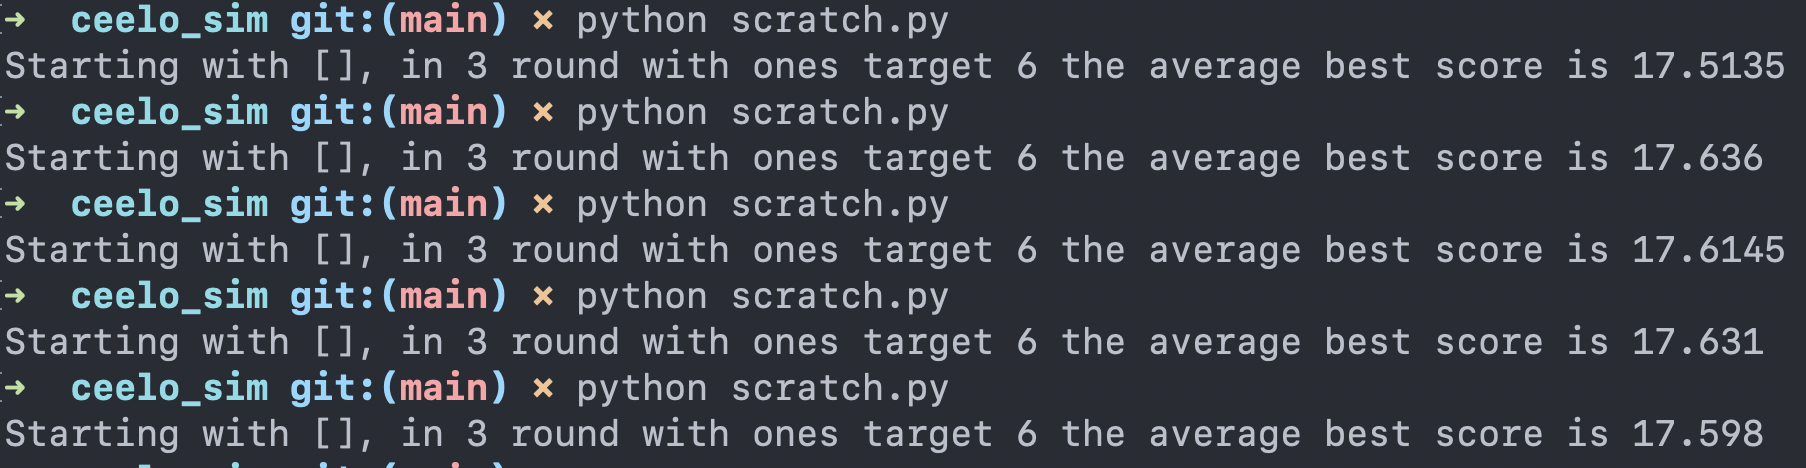 → ceelo_sim git:(main) × python scratch.py
Starting with [], in 3 round with ones target 6 the average best score is 17.5135
→ ceelo_sim git:(main) × python scratch.py
Starting with [], in 3 round with ones target 6 the average best score is 17.636
→ ceelo_sim git:(main) × python scratch.py
Starting with [], in 3 round with ones target 6 the average best score is 17.6145
→ ceelo_sim git:(main) × python scratch.py
Starting with [], in 3 round with ones target 6 the average best score is 17.631
→ ceelo_sim git:(main) × python scratch.py
Starting with [], in 3 round with ones target 6 the average best score is 17.598